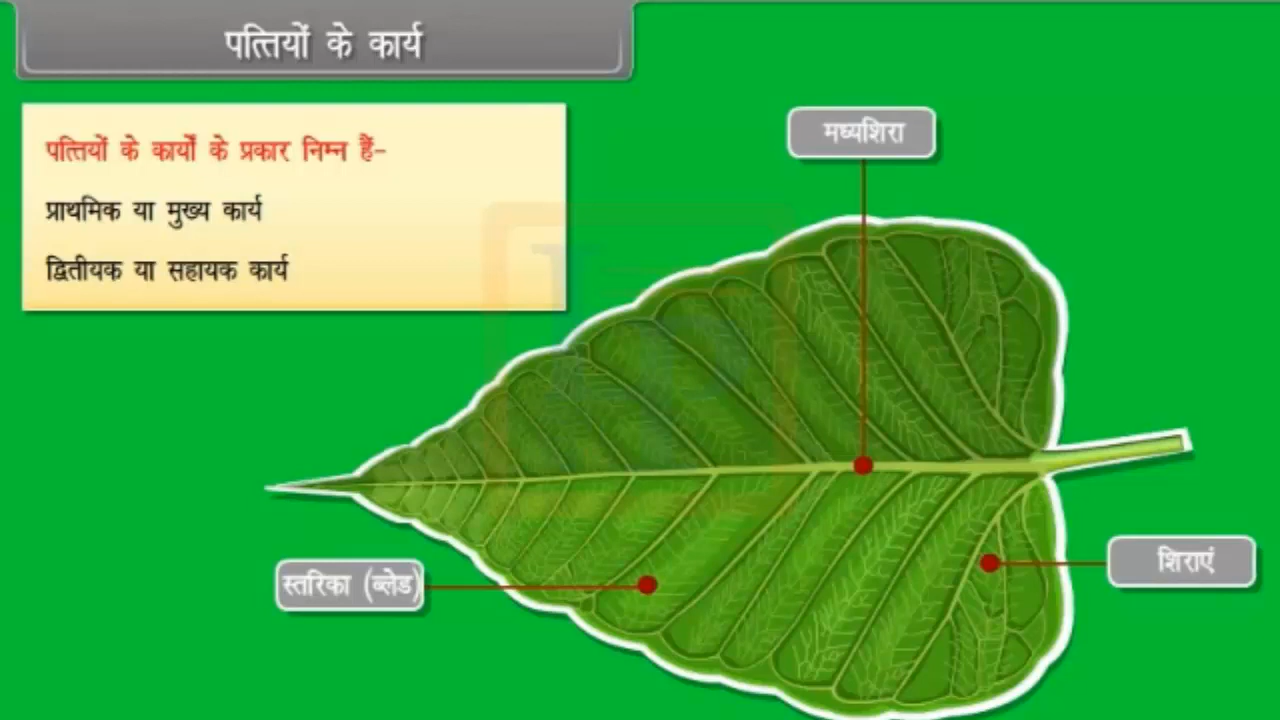 पत्तियों के कार्य
पत्तियों के कार्यों के प्रकार निम्न हैं-
प्राथमिक या मुख्य कार्य
द्वितीयक या सहायक कार्य
मध्यशिरा
शिराएं
स्तरिका (ब्लेड)